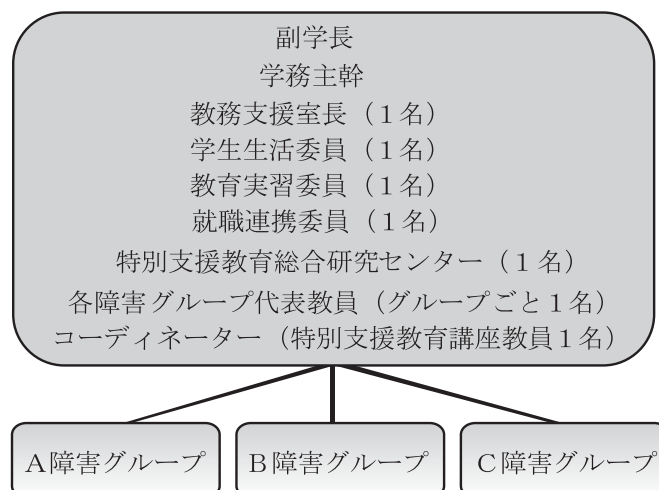 副学長
学務主幹
教務支援室長（１名）
学生生活委員（１名）
教育実習委員（１名）
就職連携委員（１名）
特別支援教育総合研究センター（１名）
各障害グループ代表教員（グループごと１名）
コーディネーター（特別支援教育講座教員１名）
Ａ障害グループ
Ｂ障害グループ
Ｃ障害グループ